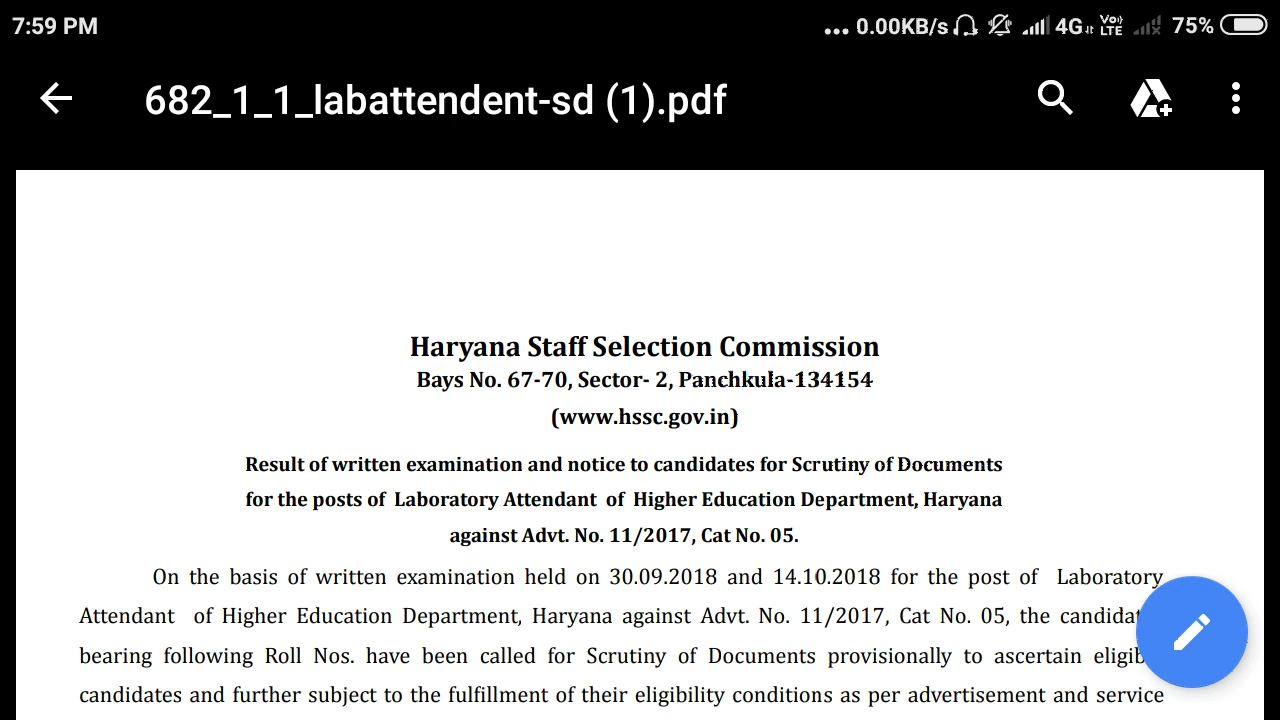 7:59 PM
... 0.00KB/s 4G VoLTE 75%
682_1_1_labattendent-sd (1).pdf
Haryana Staff Selection Commission
Bays No. 67-70, Sector- 2, Panchkula-134154
(www.hssc.gov.in)
Result of written examination and notice to candidates for Scrutiny of Documents
for the posts of Laboratory Attendant of Higher Education Department, Haryana
against Advt. No. 11/2017, Cat No. 05.
On the basis of written examination held on 30.09.2018 and 14.10.2018 for the post of Laboratory
Attendant of Higher Education Department, Haryana against Advt. No. 11/2017, Cat No. 05, the
bearing following Roll Nos. have been called for Scrutiny of Documents provisionally to ascertain
candidates and further subject to the fulfillment of their eligibility conditions as per advertisement and service